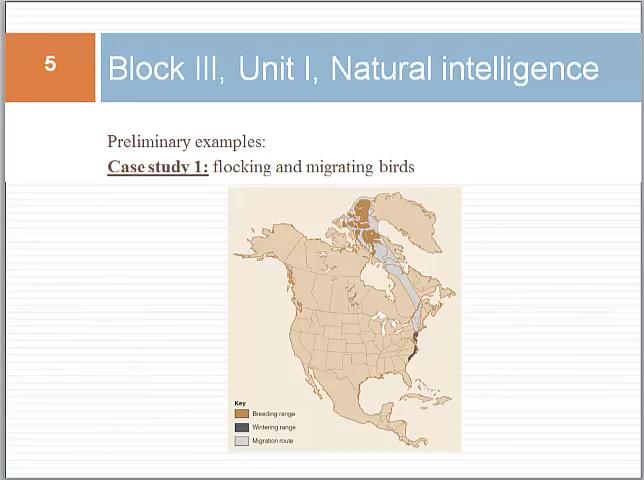 5
Block III, Unit I, Natural intelligence
Preliminary examples:
Case study 1: flocking and migrating birds
Key
Breeding range
Wintering range
Migration route